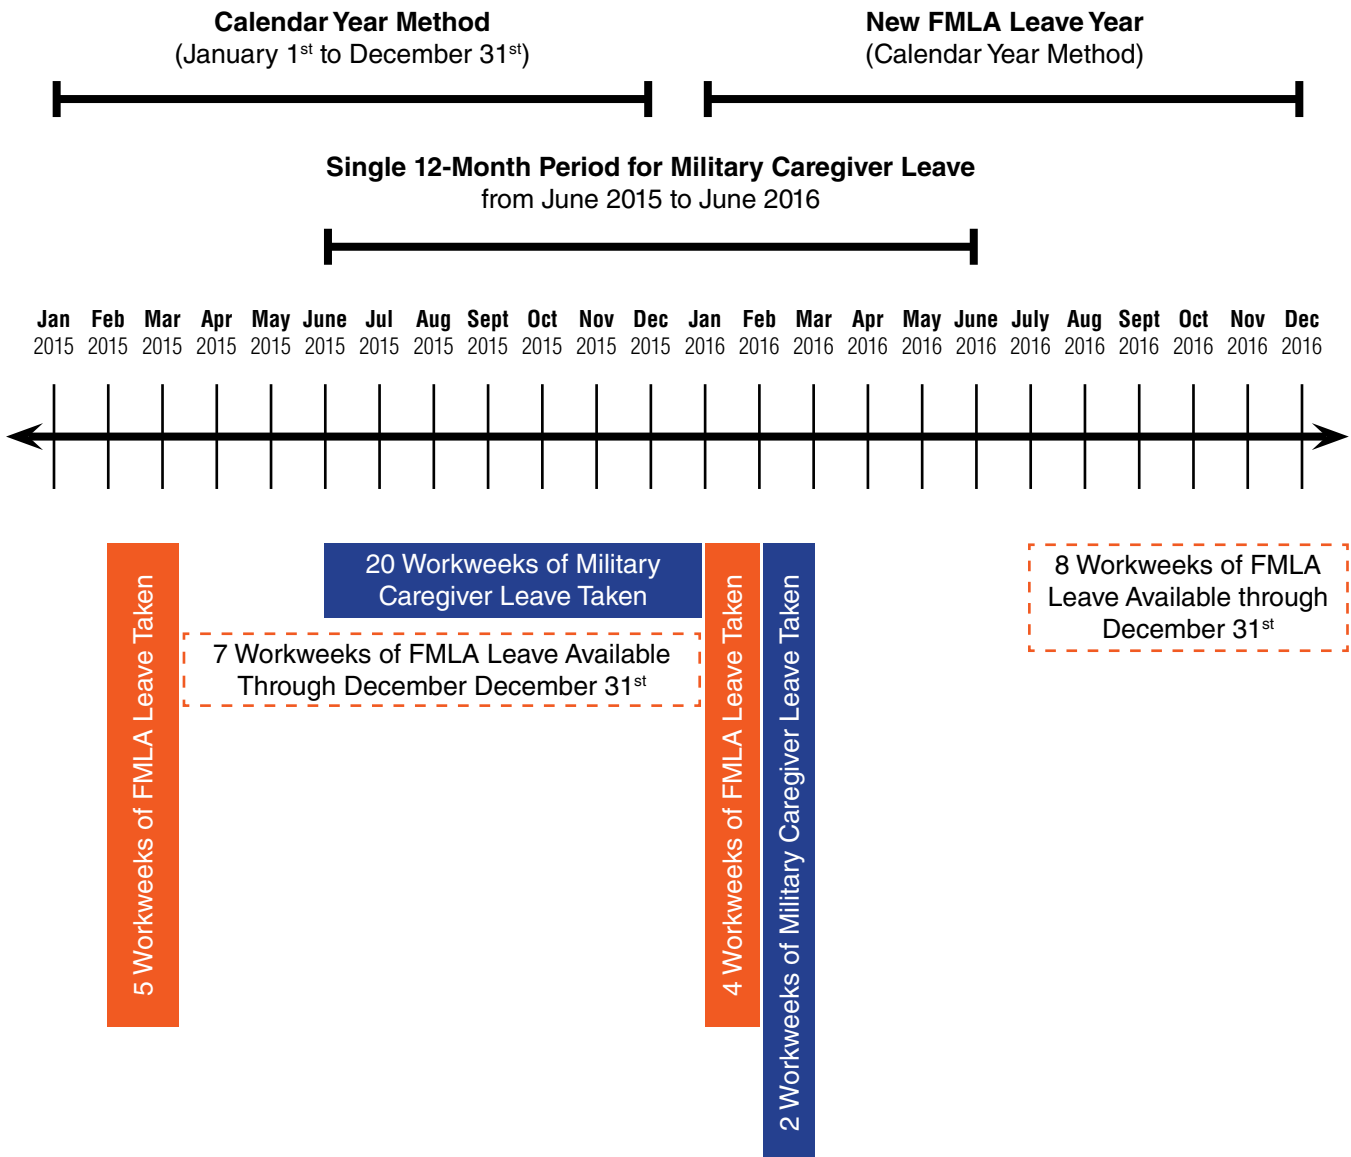 Calendar Year Method
(January 1st to December 31st)
New FMLA Leave Year
(Calendar Year Method)
Single 12-Month Period for Military Caregiver Leave
from June 2015 to June 2016
Jan Feb Mar Apr May June Jul Aug Sept Oct Nov Dec Jan Feb Mar Apr May June July Aug Sept Oct Nov Dec
2015 2015 2015 2015 2015 2015 2015 2015 2015 2015 2015 2015 2016 2016 2016 2016 2016 2016 2016 2016 2016 2016 2016 2016
5 Workweeks of FMLA Leave Taken
20 Workweeks of Military
Caregiver Leave Taken
7 Workweeks of FMLA Leave Available
Through December December 31st
4 Workweeks of FMLA Leave Taken
2 Workweeks of Military Caregiver Leave Taken
8 Workweeks of FMLA
Leave Available through
December 31st